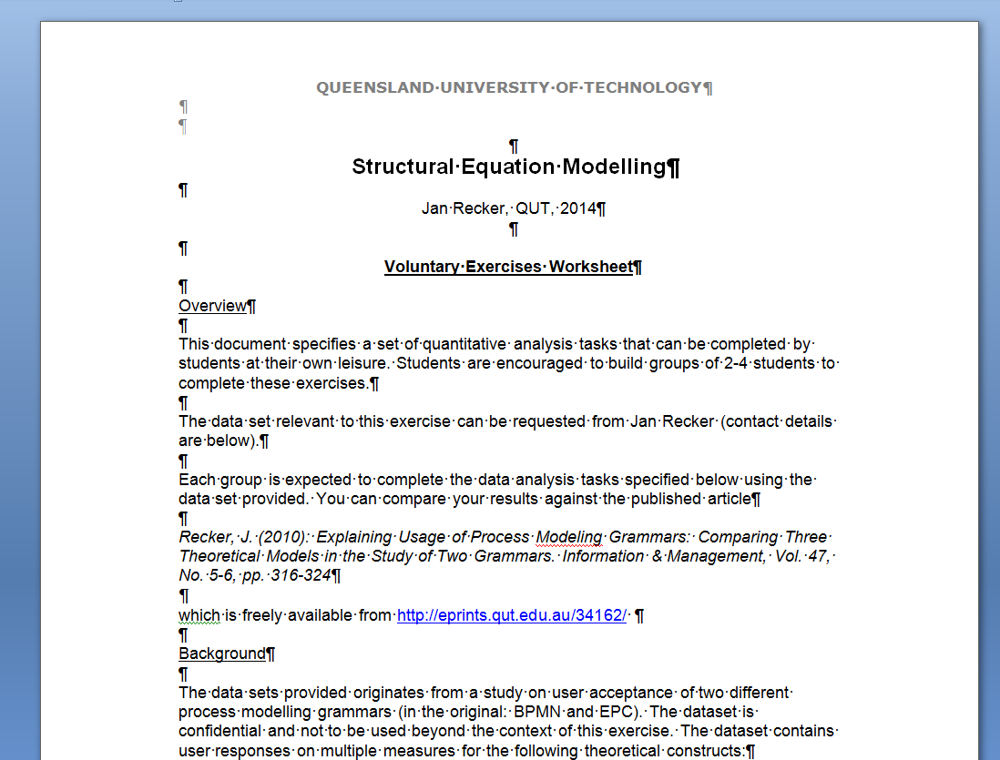 QUEENSLAND·UNIVERSITY·OF·TECHNOLOGY¶
¶
¶
¶
Structural·Equation·Modelling¶
¶
Jan·Recker,·QUT,·2014¶
¶
¶
Voluntary·Exercises·Worksheet¶
¶
Overview¶
¶
This·document·specifies·a·set·of·quantitative·analysis·tasks·that·can·be·completed·by·
students·at·their·own·leisure.·Students·are·encouraged·to·build·groups·of·2-4·students·to·
complete·these·exercises.¶
¶
The·data·set·relevant·to·this·exercise·can·be·requested·from·Jan·Recker·(contact·details·
are·below).¶
¶
Each·group·is·expected·to·complete·the·data·analysis·tasks·specified·below·using·the·
data·set·provided.·You·can·compare·your·results·against·the·published·article¶
¶
Recker,·J.·(2010):·Explaining·Usage·of·Process·Modeling·Grammars:·Comparing·Three·
Theoretical·Models·in·the·Study·of·Two·Grammars.·Information·&·Management,·Vol.·47,·
No.·5-6,·pp.·316-324¶
¶
which·is·freely·available·from·http://eprints.qut.edu.au/34162/·¶
¶
Background¶
¶
The·data·sets·provided·originates·from·a·study·on·user·acceptance·of·two·different·
process·modelling·grammars·(in·the·original:·BPMN·and·EPC).·The·dataset·is·
confidential·and·not·to·be·used·beyond·the·context·of·this·exercise.·The·dataset·contains·
user·responses·on·multiple·measures·for·the·following·theoretical·constructs:¶